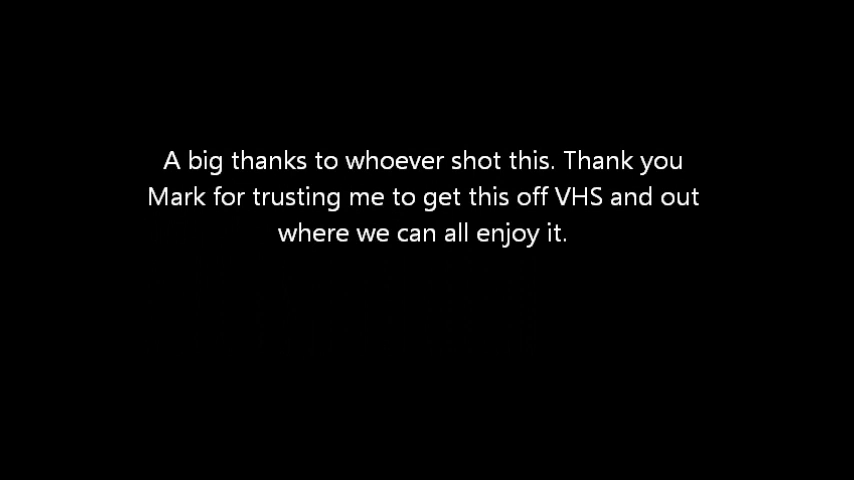 A big thanks to whoever shot this. Thank you
Mark for trusting me to get this off VHS and out
where we can all enjoy it.